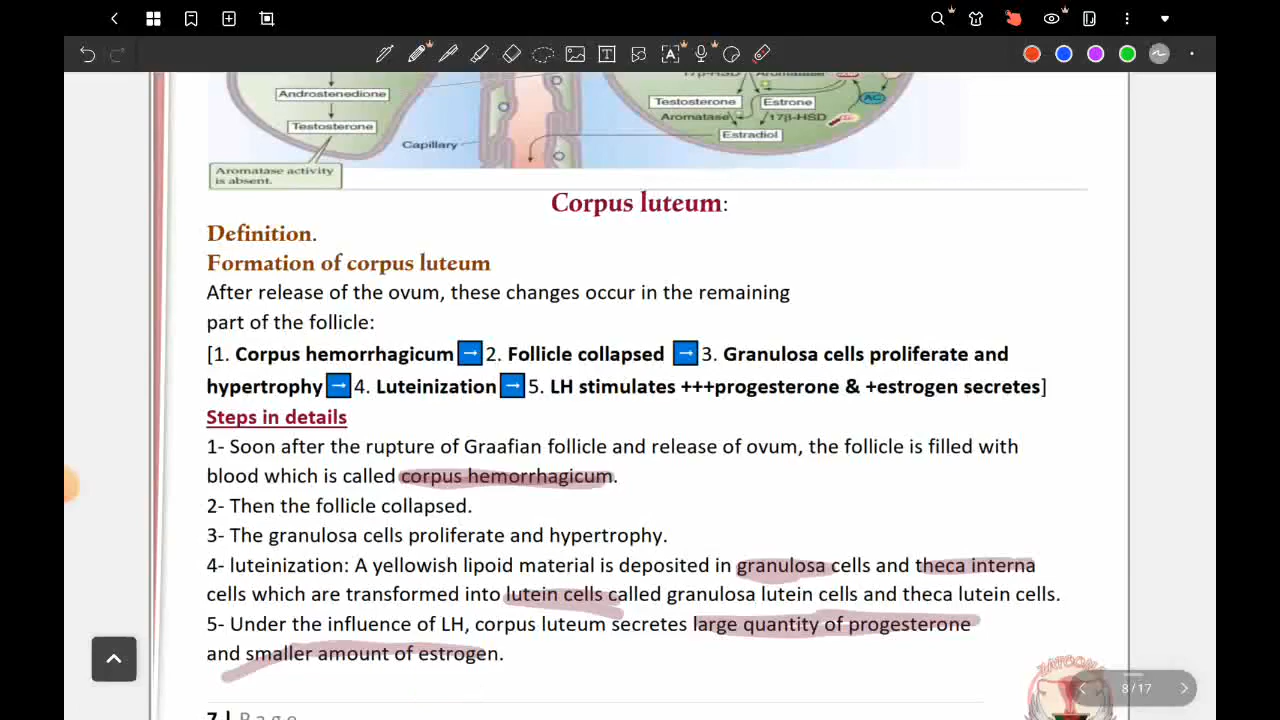 Androstenedione
Testosterone
Aromatase activity
is absent.
Capillary
17β-HSD Aromatase
Testosterone
Estrone
AC
Aromatase
17β-HSD
Estradiol
Corpus luteum:
Definition.
Formation of corpus luteum
After release of the ovum, these changes occur in the remaining
part of the follicle:
[1. Corpus hemorrhagicum → 2. Follicle collapsed → 3. Granulosa cells proliferate and
hypertrophy → 4. Luteinization → 5. LH stimulates +++progesterone & +estrogen secretes]
Steps in details
1- Soon after the rupture of Graafian follicle and release of ovum, the follicle is filled with
blood which is called corpus hemorrhagicum.
2- Then the follicle collapsed.
3- The granulosa cells proliferate and hypertrophy.
4- luteinization: A yellowish lipoid material is deposited in granulosa cells and theca interna
cells which are transformed into lutein cells called granulosa lutein cells and theca lutein cells.
5- Under the influence of LH, corpus luteum secretes large quantity of progesterone
and smaller amount of estrogen.
8/17
7 | Page